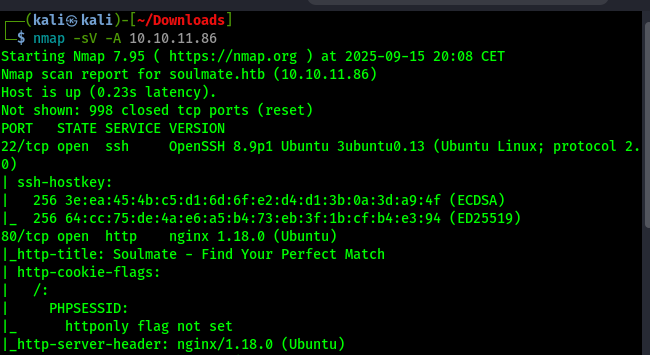 ┌──(kali㉿kali)-[~/Downloads]
└─$ nmap -sV -A 10.10.11.86
Starting Nmap 7.95 ( https://nmap.org ) at 2025-09-15 20:08 CET
Nmap scan report for soulmate.htb (10.10.11.86)
Host is up (0.23s latency).
Not shown: 998 closed tcp ports (reset)
PORT   STATE SERVICE VERSION
22/tcp open  ssh     OpenSSH 8.9p1 Ubuntu 3ubuntu0.13 (Ubuntu Linux; protocol 2.
0)
| ssh-hostkey:
|   256 3e:ea:45:4b:c5:d1:6d:6f:e2:d4:d1:3b:0a:3d:a9:4f (ECDSA)
|_  256 64:cc:75:de:4a:e6:a5:b4:73:eb:3f:1b:cf:b4:e3:94 (ED25519)
80/tcp open  http    nginx 1.18.0 (Ubuntu)
|_http-title: Soulmate - Find Your Perfect Match
| http-cookie-flags:
|   /:
|     PHPSESSID:
|_      httponly flag not set
|_http-server-header: nginx/1.18.0 (Ubuntu)